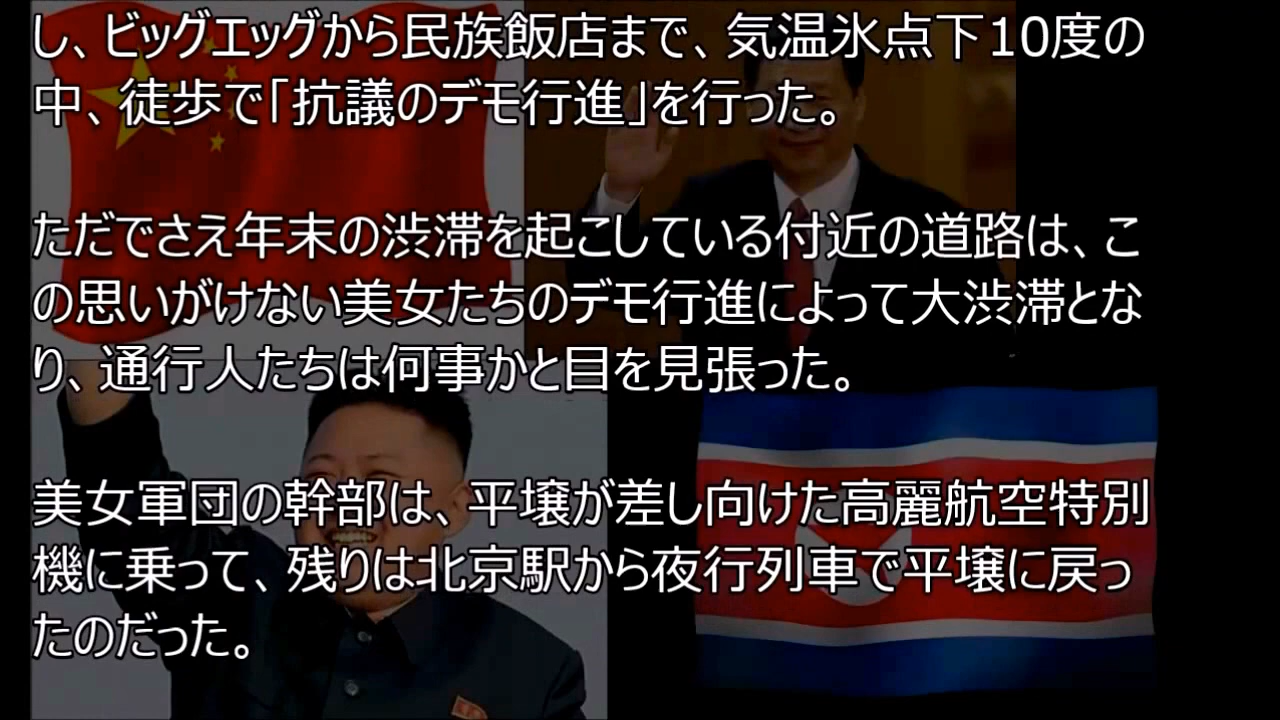 し、ビッグエッグから民族飯店まで、気温氷点下10度の
中、徒歩で「抗議のデモ行進」を行った。
ただでさえ年末の渋滞を起こしている付近の道路は、こ
の思いがけない美女たちのデモ行進によって大渋滞とな
り、通行人たちは何事かと目を見張った。
美女軍団の幹部は、平壌が差し向けた高麗航空特別
機に乗って、残りは北京駅から夜行列車で平壌に戻っ
たのだった。